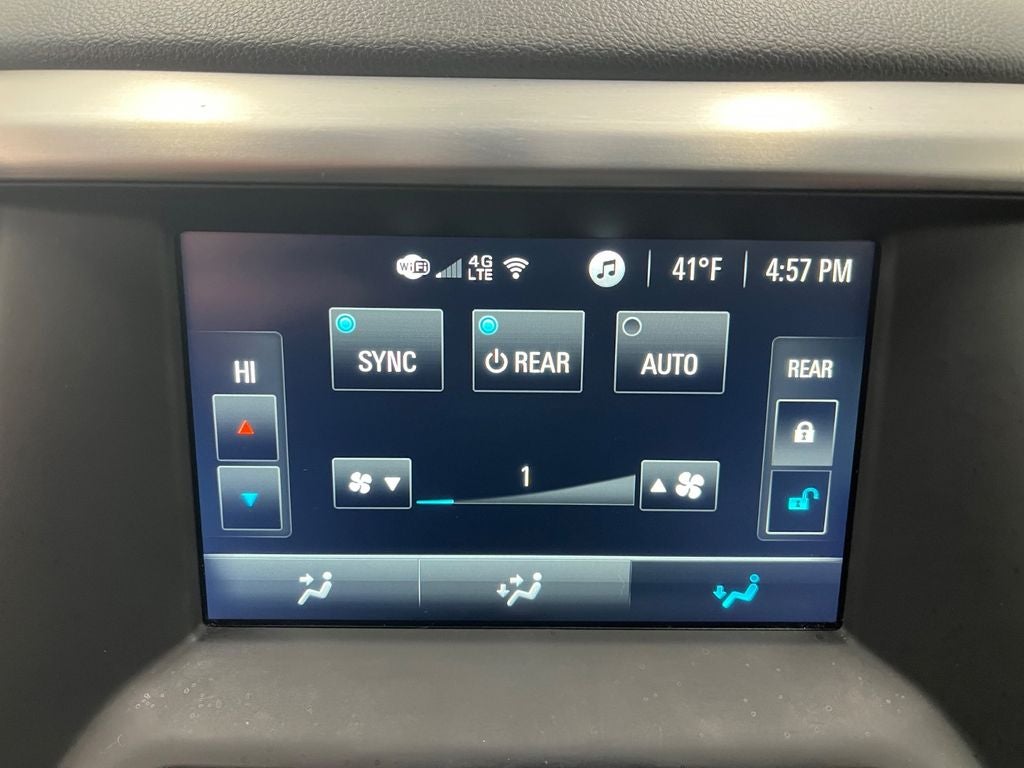 WiFi 4G LTE 41°F 4:57 PM
SYNC REAR AUTO
HI REAR
1